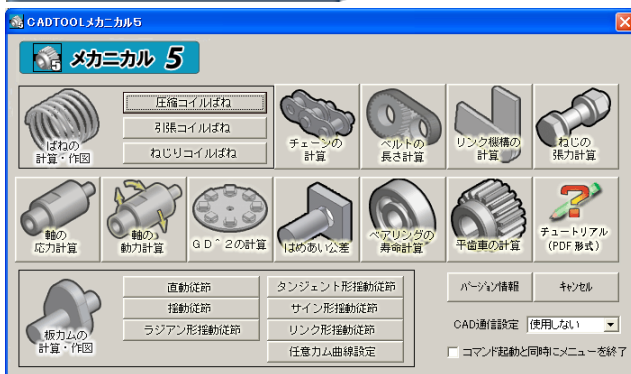 CADTOOLメカニカル5
5 メカニカル 5
ばねの
計算・作図
圧縮コイルばね
引張コイルばね
ねじりコイルばね
チェーンの
計算
ベルトの
長さ計算
リンク機構の
計算
ねじの
張力計算
軸の
応力計算
軸の
動力計算
GD^2の計算
はめあい公差
ベアリングの
寿命計算
平歯車の計算
チュートリアル
(PDF形式)
板カムの
計算・作図
直動従節
揺動従節
ラジアン形揺動従節
タンジェント形揺動従節
サイン形揺動従節
リンク形揺動従節
任意カム曲線設定
バージョン情報
キャンセル
CAD通信設定 使用しない
コマンド起動と同時にメニューを終了